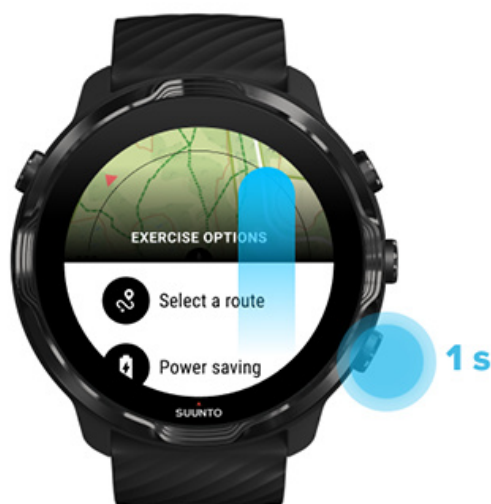 EXERCISE OPTIONS
Select a route
Power saving
SUUNTO
1 s